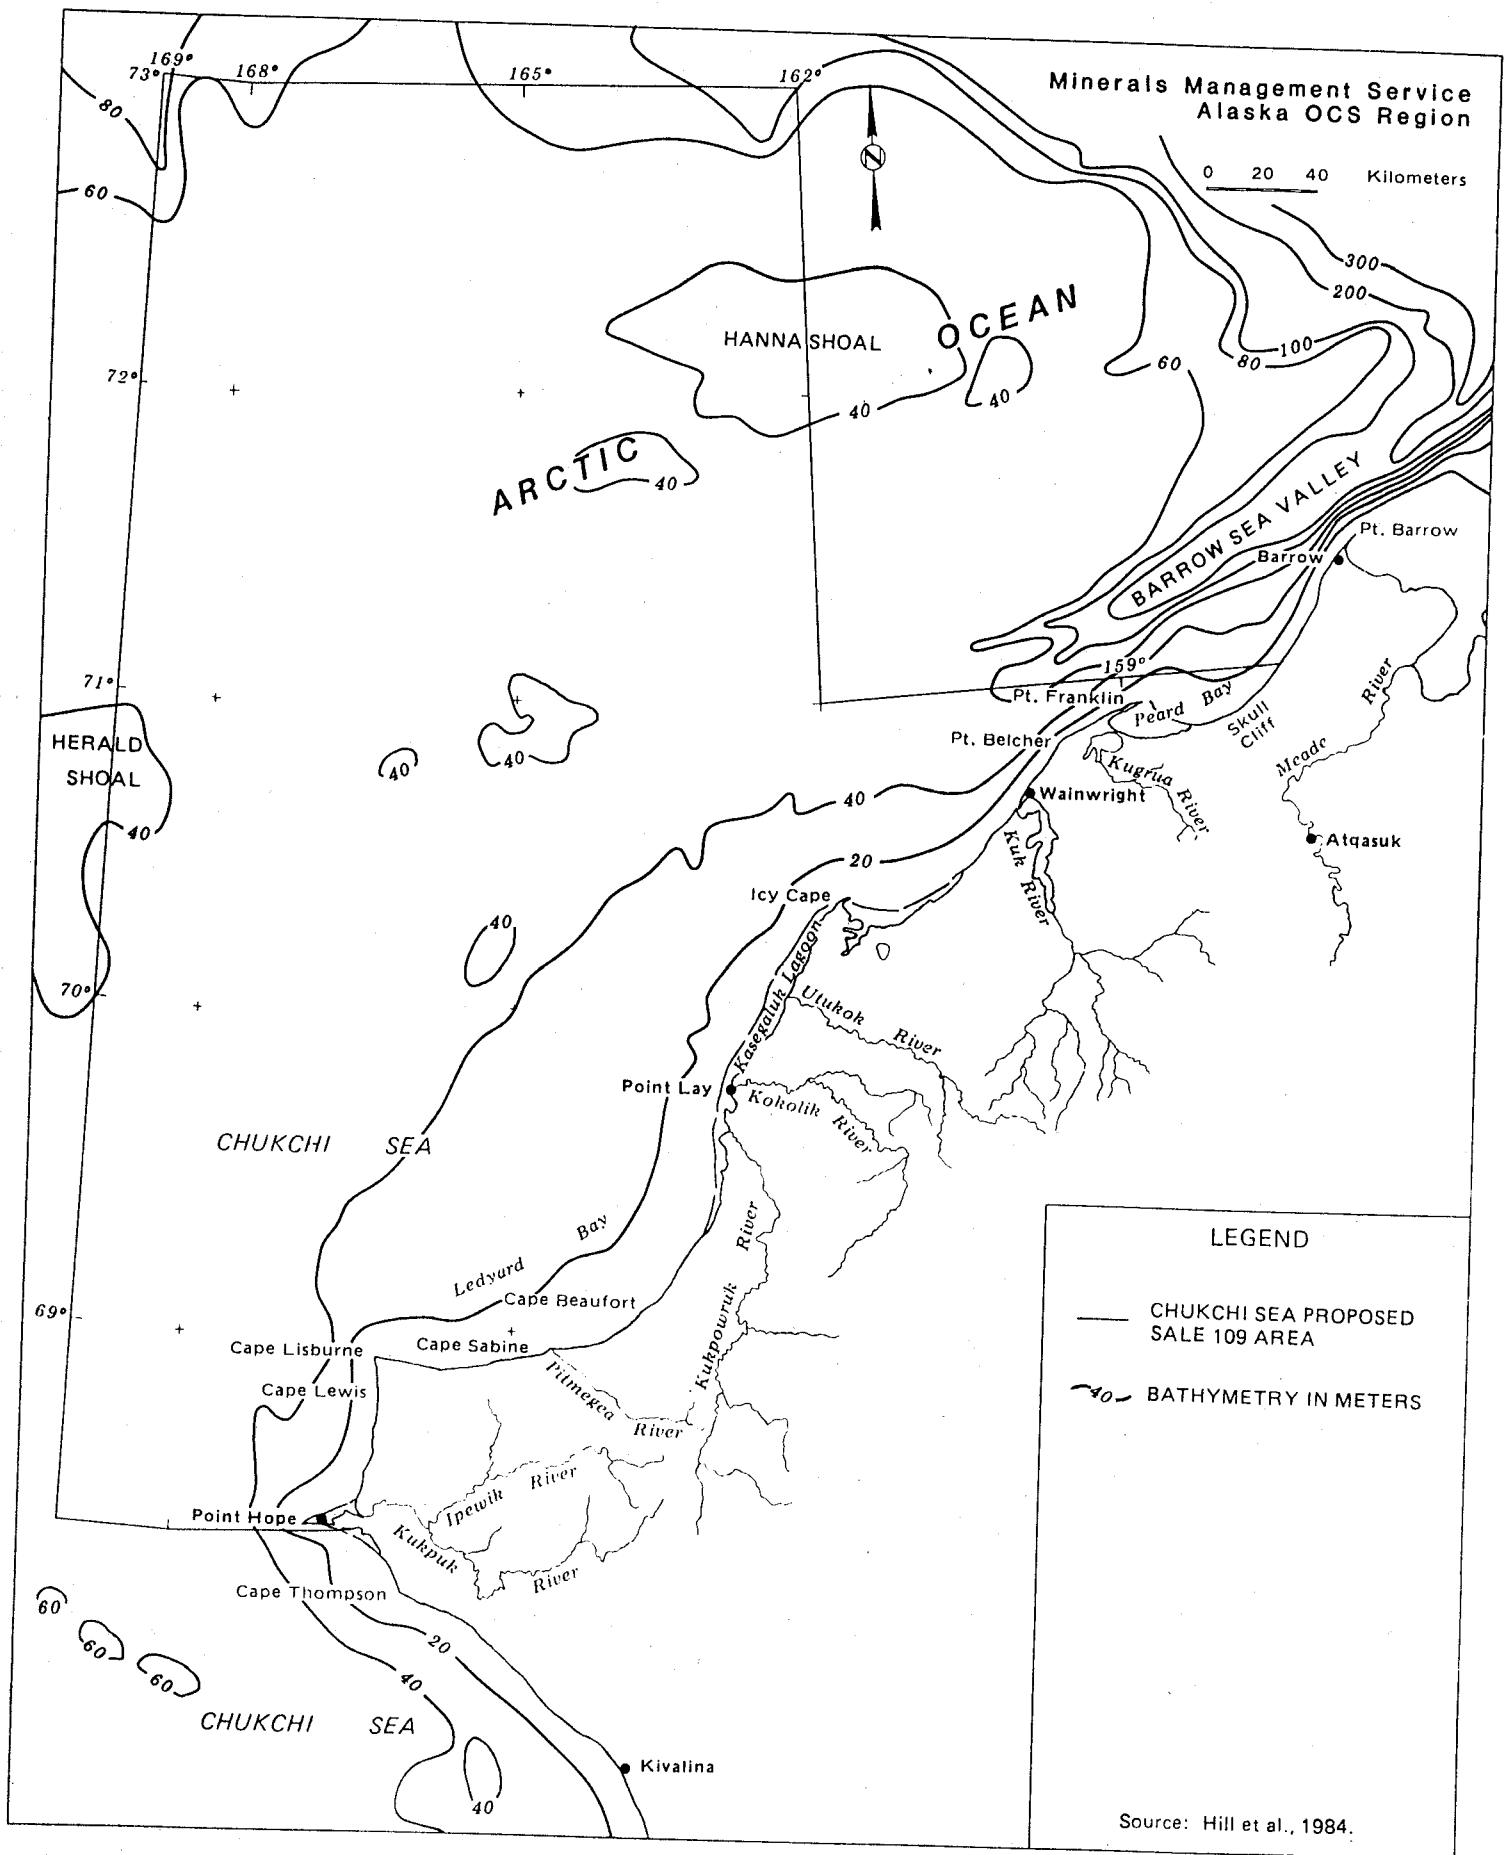 169°
73°
168°
165°
162°
Minerals Management Service
Alaska OCS Region
0 20 40 Kilometers
80
60
N
300
200
HANNA SHOAL
OCEAN
100
80
60
72°
40
40
ARCTIC
40
BARROW SEA VALLEY
Pt. Barrow
Barrow
159°
71°
Pt. Franklin
Peard Bay
Skull
Cliff
Meade River
HERALD
SHOAL
Pt. Belcher
40
40
Kugrua River
Wainwright
40
40
Atqasuk
20
Kuk River
Icy Cape
40
Kasegaluk Lagoon
70°
Utukok River
Point Lay
Kokolik River
CHUKCHI SEA
Ledyard Bay
Kukpowruk River
LEGEND
69°
Cape Beaufort
CHUKCHI SEA PROPOSED
SALE 109 AREA
Cape Lisburne
Cape Sabine
Cape Lewis
Pitmegea River
40
BATHYMETRY IN METERS
Ipewik River
Point Hope
Kukpuk River
Cape Thompson
60
60
60
20
40
CHUKCHI SEA
Kivalina
40
Source: Hill et al., 1984.